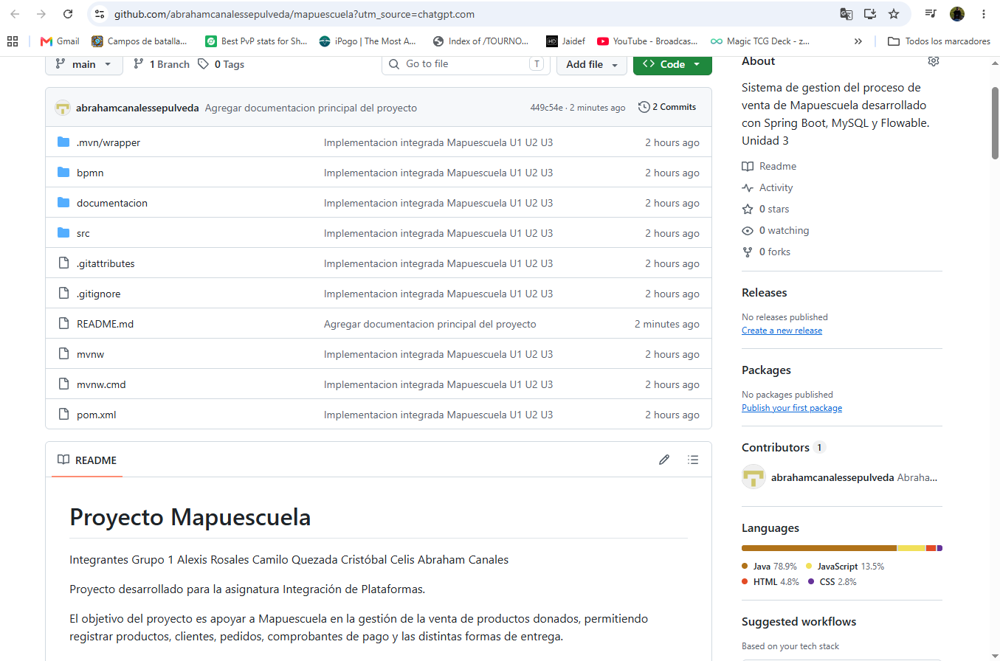 github.com/abrahamcanalessepulveda/mapuescuela?utm_source=chatgpt.com
Gmail Campos de batalla... Best PvP stats for Sh... iPogo | The Most A... Index of /TOURNO... Jaidef YouTube - Broadcas... Magic TCG Deck - z... » Todos los marcadores
main 1 Branch 0 Tags Go to file T Add file Code
abrahamcanalessepulveda Agregar documentacion principal del proyecto 449c54e · 2 minutes ago 2 Commits
.mvn/wrapper Implementacion integrada Mapuescuela U1 U2 U3 2 hours ago
bpmn Implementacion integrada Mapuescuela U1 U2 U3 2 hours ago
documentacion Implementacion integrada Mapuescuela U1 U2 U3 2 hours ago
src Implementacion integrada Mapuescuela U1 U2 U3 2 hours ago
.gitattributes Implementacion integrada Mapuescuela U1 U2 U3 2 hours ago
.gitignore Implementacion integrada Mapuescuela U1 U2 U3 2 hours ago
README.md Agregar documentacion principal del proyecto 2 minutes ago
mvnw Implementacion integrada Mapuescuela U1 U2 U3 2 hours ago
mvnw.cmd Implementacion integrada Mapuescuela U1 U2 U3 2 hours ago
pom.xml Implementacion integrada Mapuescuela U1 U2 U3 2 hours ago
README
Proyecto Mapuescuela
Integrantes Grupo 1 Alexis Rosales Camilo Quezada Cristóbal Celis Abraham Canales
Proyecto desarrollado para la asignatura Integración de Plataformas.
El objetivo del proyecto es apoyar a Mapuescuela en la gestión de la venta de productos donados, permitiendo
registrar productos, clientes, pedidos, comprobantes de pago y las distintas formas de entrega.
About
Sistema de gestion del proceso de
venta de Mapuescuela desarrollado
con Spring Boot, MySQL y Flowable.
Unidad 3
Readme
Activity
0 stars
0 watching
0 forks
Releases
No releases published
Create a new release
Packages
No packages published
Publish your first package
Contributors 1
abrahamcanalessepulveda Abraha...
Languages
Java 78.9% JavaScript 13.5%
HTML 4.8% CSS 2.8%
Suggested workflows
Based on your tech stack